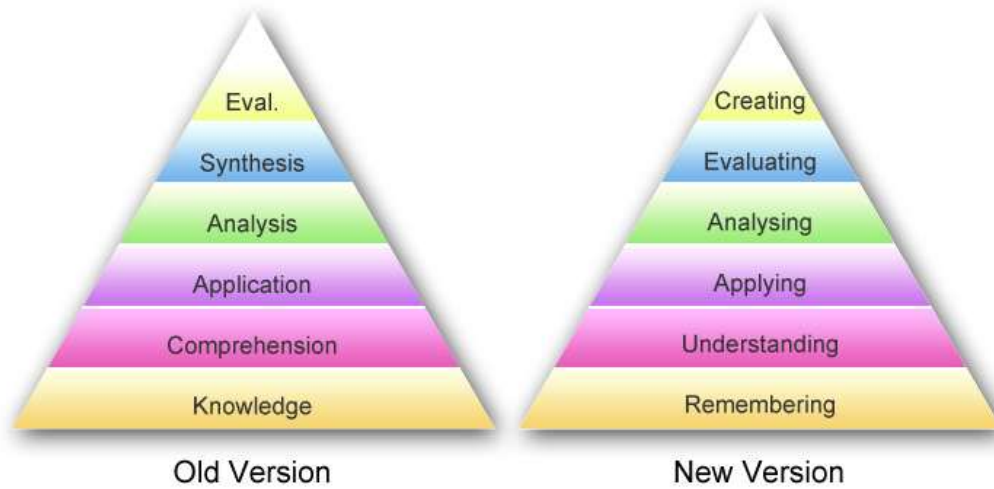 Eval.
Synthesis
Analysis
Application
Comprehension
Knowledge
Old Version
Creating
Evaluating
Analysing
Applying
Understanding
Remembering
New Version